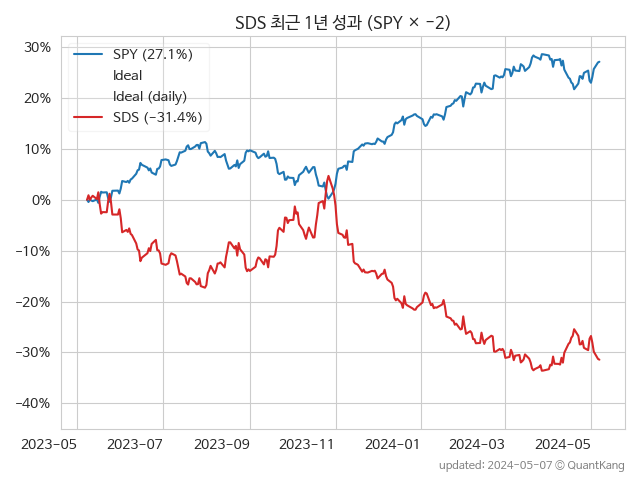 SDS 최근 1년 성과 (SPY × −2)
SPY (27.1%)
Ideal
Ideal (daily)
SDS (−31.4%)
30%
20%
10%
0%
−10%
−20%
−30%
−40%
2023−05
2023−07
2023−09
2023−11
2024−01
2024−03
2024−05
updated: 2024−05−07 © QuantKang